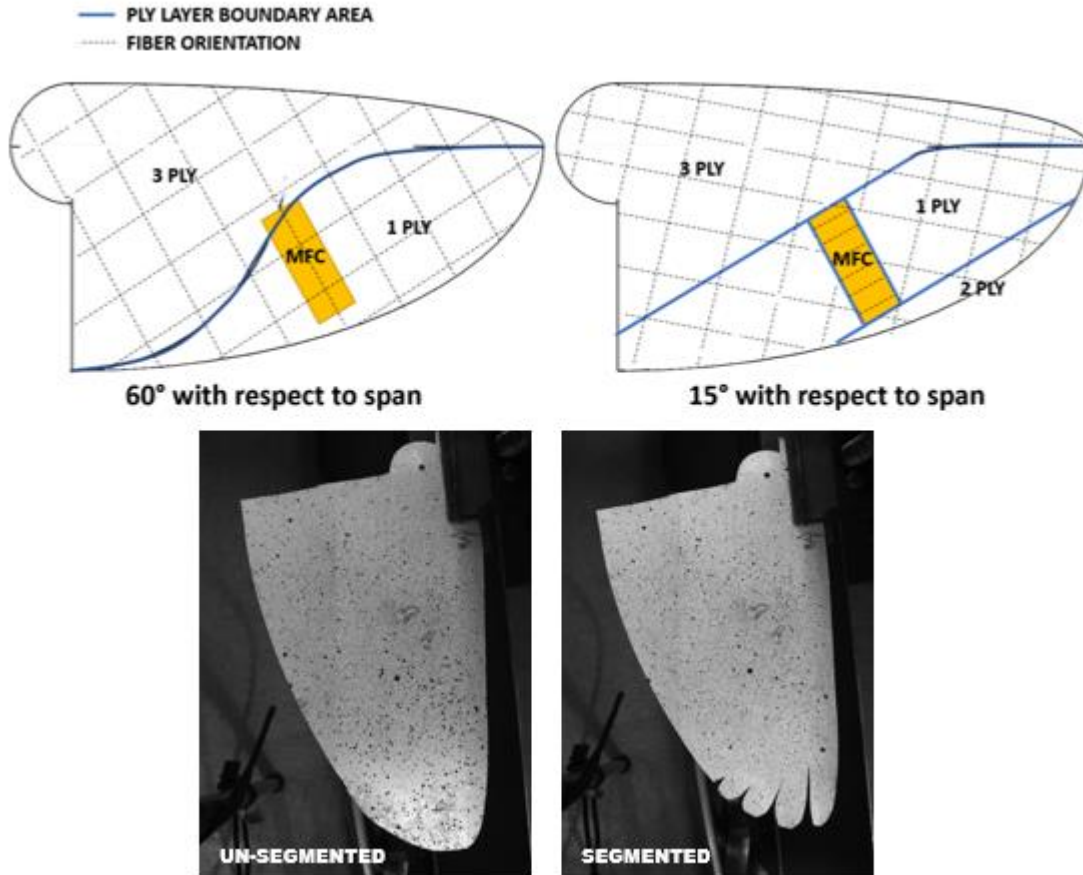 PLY LAYER BOUNDARY AREA
FIBER ORIENTATION
3 PLY
1 PLY
MFC
60° with respect to span
3 PLY
1 PLY
MFC
2 PLY
15° with respect to span
UN-SEGMENTED
SEGMENTED